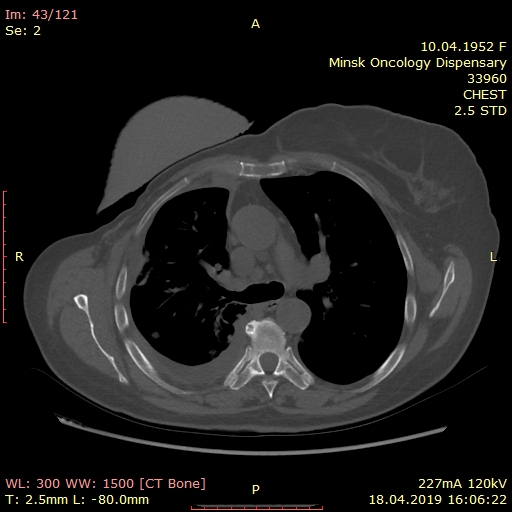 Im: 43/121
Se: 2
A
10.04.1952 F
Minsk Oncology Dispensary
33960
CHEST
2.5 STD
R
L
WL: 300 WW: 1500 [CT Bone]
T: 2.5mm L: -80.0mm
P
227mA 120kV
18.04.2019 16:06:22